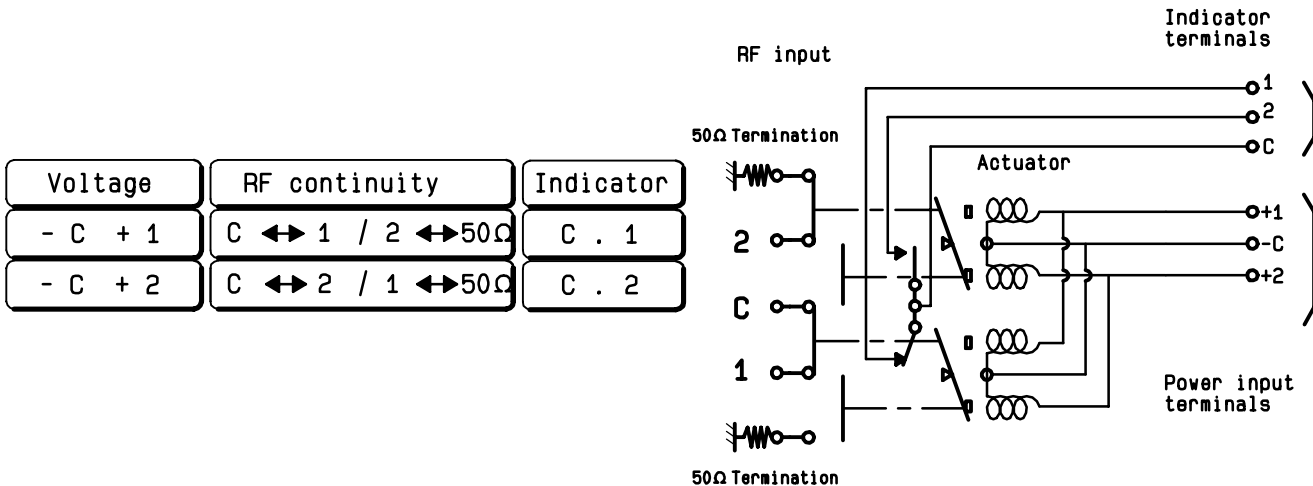 Voltage RF continuity Indicator
- C + 1 C ↔ 1 / 2 ↔ 50Ω C . 1
- C + 2 C ↔ 2 / 1 ↔ 50Ω C . 2
Indicator
terminals
RF input
1
2
C
50Ω Termination
Actuator
2
C
1
+1
-C
+2
Power input
terminals
50Ω Termination